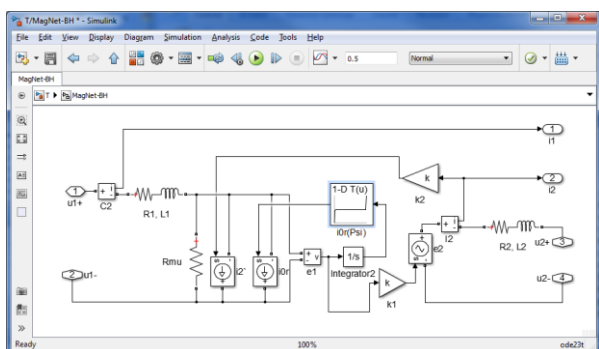 T/MagNet-BH * - Simulink
File Edit View Display Diagram Simulation Analysis Code Tools Help
0.5 Normal
MagNet-BH
T MagNet-BH
1
i1
2
i2
k
k2
1-D T(u)
i0r(Psi)
1
u1+
+ i -
C2
R1, L1
Rmu
i2'
i0r
+ v -
e1
1/s
Integrator2
k
k1
e2
I2
R2, L2
u2+ 3
u2- 4
2 u1-
Ready 100% ode23t